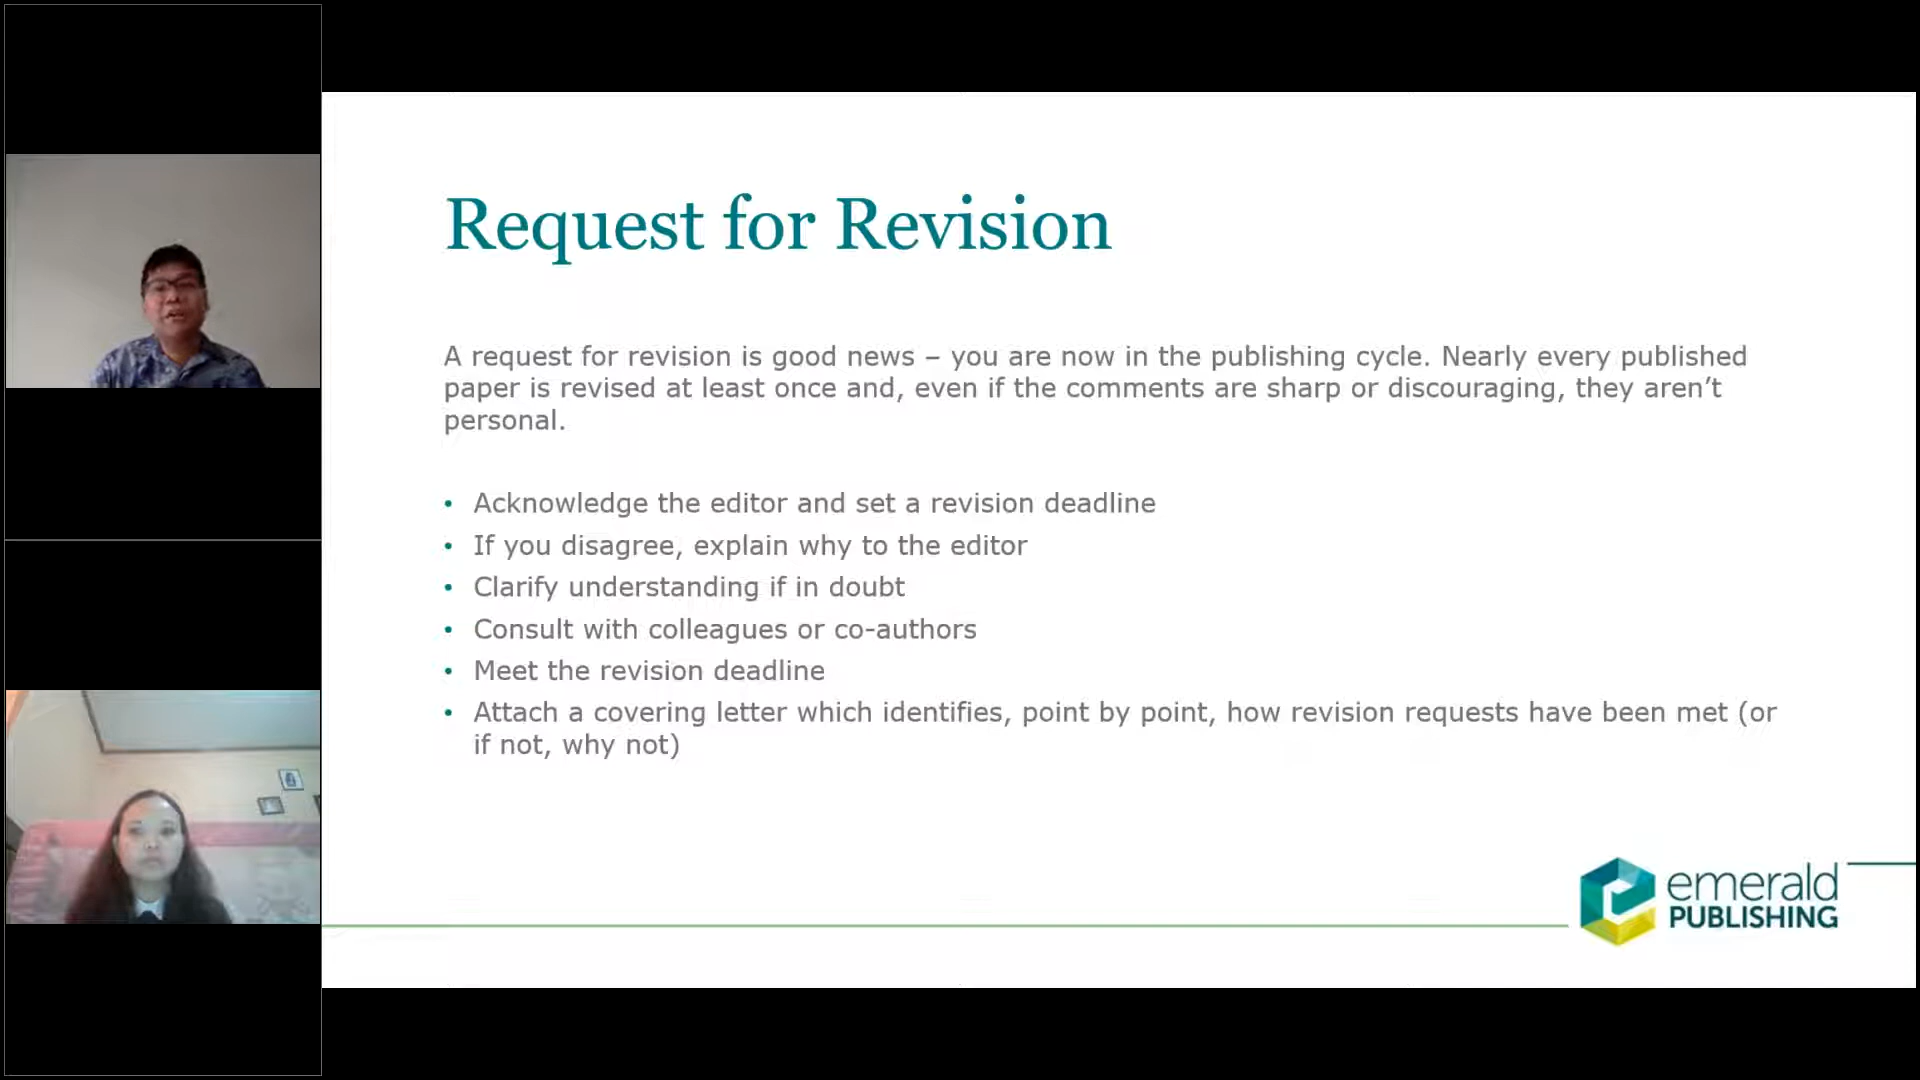 Request for Revision
A request for revision is good news – you are now in the publishing cycle. Nearly every published
paper is revised at least once and, even if the comments are sharp or discouraging, they aren’t
personal.
• Acknowledge the editor and set a revision deadline
• If you disagree, explain why to the editor
• Clarify understanding if in doubt
• Consult with colleagues or co-authors
• Meet the revision deadline
• Attach a covering letter which identifies, point by point, how revision requests have been met (or
if not, why not)
emerald
PUBLISHING